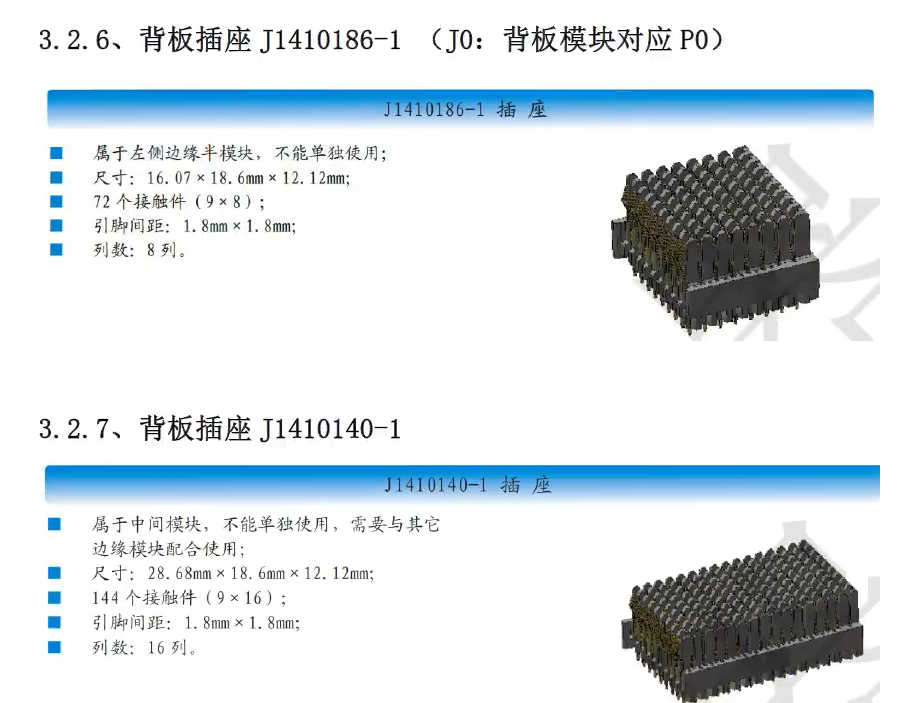 3.2.6、背板插座 J1410186-1 （J0：背板模块对应 P0）
J1410186-1 插 座
属于左侧边缘半模块，不能单独使用；
尺寸：16.07×18.6mm×12.12mm；
72 个接触件（9×8）；
引脚间距：1.8mm×1.8mm；
列数：8 列。
3.2.7、背板插座 J1410140-1
J1410140-1 插 座
属于中间模块，不能单独使用，需要与其它
边缘模块配合使用；
尺寸：28.68mm×18.6mm×12.12mm；
144 个接触件（9×16）；
引脚间距：1.8mm×1.8mm；
列数：16 列。